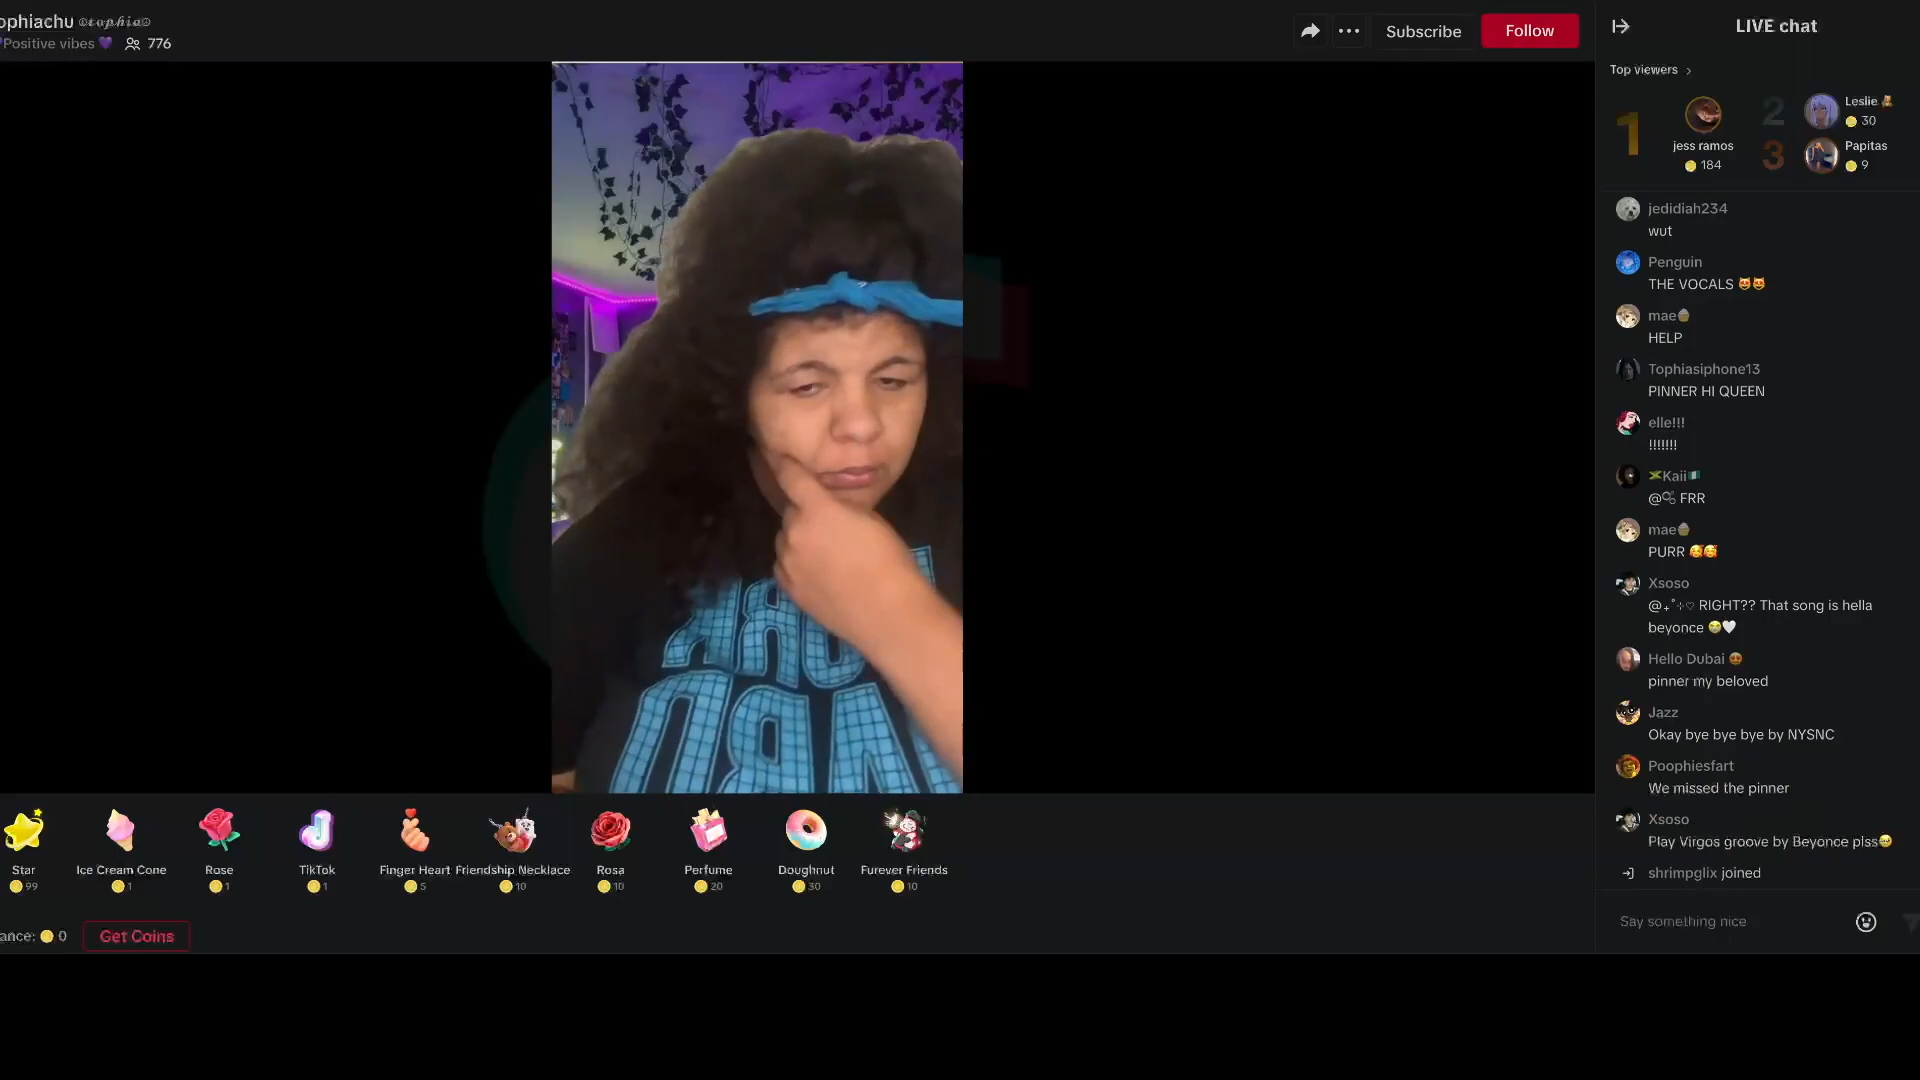 ophiachu @tophia
Positive vibes 💜 776
Subscribe
Follow
LIVE chat
Top viewers >
1
jess ramos
184
2
Leslie 🧸
30
3
Papitas
9
jedidiah234
wut
Penguin
THE VOCALS 😻😻
mae🧁
HELP
Tophiasiphone13
PINNER HI QUEEN
elle!!!
!!!!!!!
🇯🇲Kaii🇳🇬
FRR
mae🧁
PURR 🥰🥰
Xsoso
RIGHT?? That song is hella
beyonce 😭🤍
Hello Dubai
pinner my beloved
Jazz
Okay bye bye bye by NYSNC
Poophiesfart
We missed the pinner
Xsoso
Play Virgos groove by Beyonce plss🥹
shrimpglix joined
Say something nice
Star
99
Ice Cream Cone
1
Rose
1
TikTok
1
Finger Heart
5
Friendship Necklace
10
Rosa
10
Perfume
20
Doughnut
30
Furever Friends
10
ance: 0
Get Coins